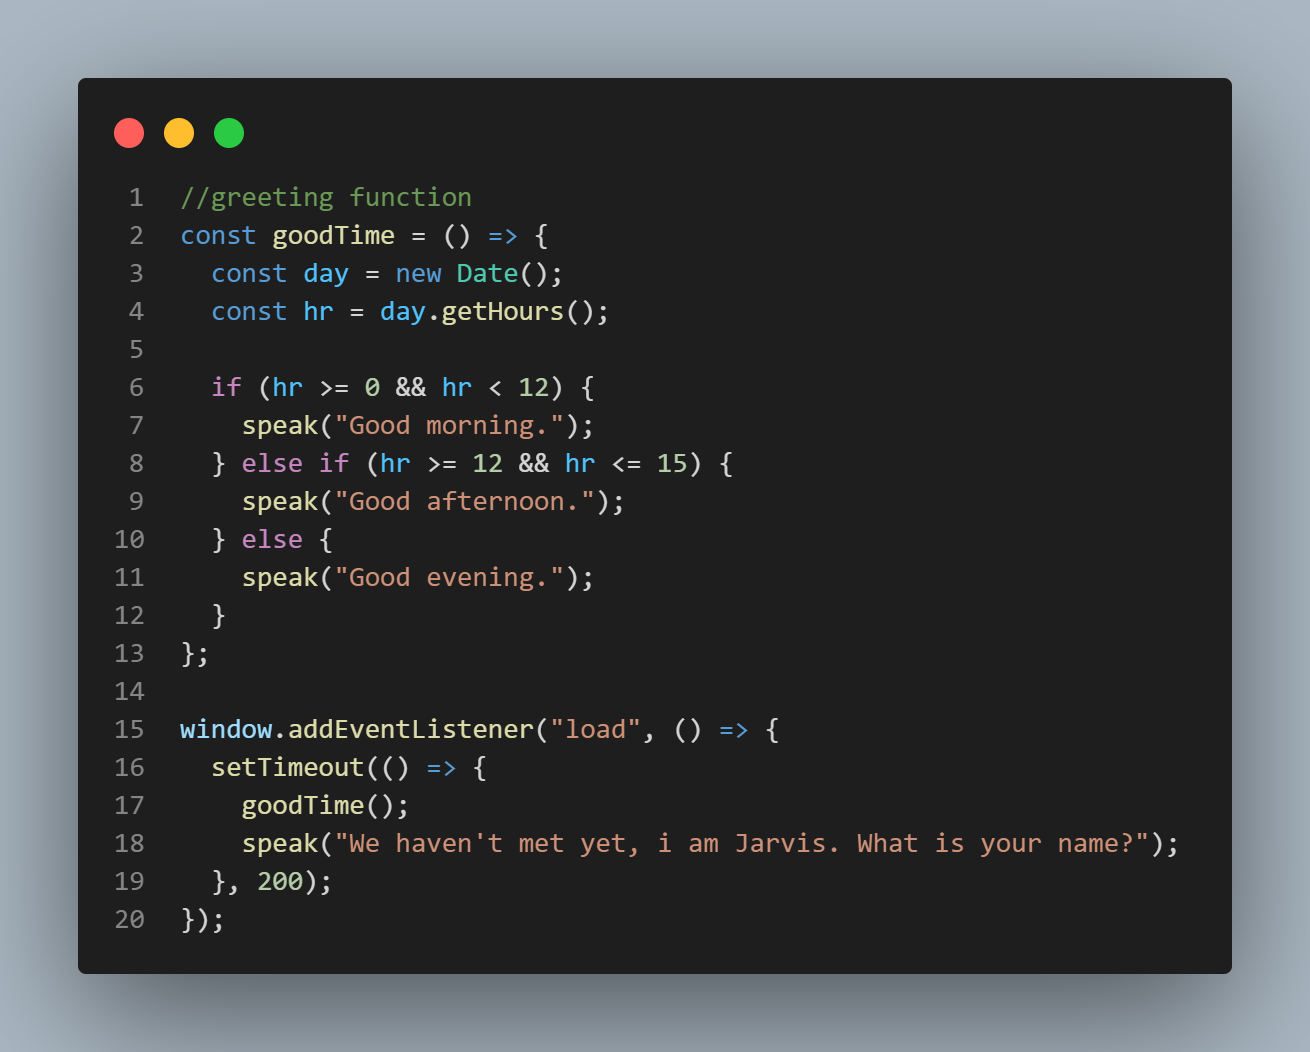 1 //greeting function
2 const goodTime = () => {
3   const day = new Date();
4   const hr = day.getHours();
5
6   if (hr >= 0 && hr < 12) {
7     speak("Good morning.");
8   } else if (hr >= 12 && hr <= 15) {
9     speak("Good afternoon.");
10   } else {
11     speak("Good evening.");
12   }
13 };
14
15 window.addEventListener("load", () => {
16   setTimeout(() => {
17     goodTime();
18     speak("We haven't met yet, i am Jarvis. What is your name?");
19   }, 200);
20 });